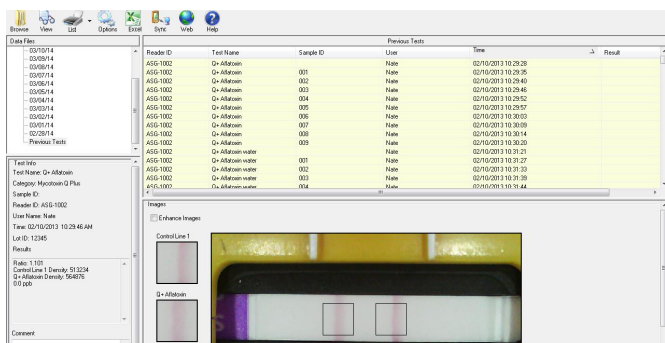 Browse View List Options Excel Sync Web Help
Data Files
03/10/14
03/09/14
03/08/14
03/07/14
03/06/14
03/05/14
03/04/14
03/03/14
03/02/14
03/01/14
02/28/14
Previous Tests
Previous Tests
Reader ID Test Name Sample ID User Time Result
ASG-1002 Q+ Aflatoxin Nate 02/10/2013 10:29:28
ASG-1002 Q+ Aflatoxin 001 Nate 02/10/2013 10:29:35
ASG-1002 Q+ Aflatoxin 002 Nate 02/10/2013 10:29:40
ASG-1002 Q+ Aflatoxin 003 Nate 02/10/2013 10:29:46
ASG-1002 Q+ Aflatoxin 004 Nate 02/10/2013 10:29:52
ASG-1002 Q+ Aflatoxin 005 Nate 02/10/2013 10:29:57
ASG-1002 Q+ Aflatoxin 006 Nate 02/10/2013 10:30:03
ASG-1002 Q+ Aflatoxin 007 Nate 02/10/2013 10:30:09
ASG-1002 Q+ Aflatoxin 008 Nate 02/10/2013 10:30:14
ASG-1002 Q+ Aflatoxin 009 Nate 02/10/2013 10:30:20
ASG-1002 Q+ Aflatoxin water Nate 02/10/2013 10:31:21
ASG-1002 Q+ Aflatoxin water 001 Nate 02/10/2013 10:31:27
ASG-1002 Q+ Aflatoxin water 002 Nate 02/10/2013 10:31:33
ASG-1002 Q+ Aflatoxin water 003 Nate 02/10/2013 10:31:39
ASG-1002 Q+ Aflatoxin water 004 Nate 02/10/2013 10:31:44
Test Info
Test Name: Q+ Aflatoxin
Category: Mycotoxin Q Plus
Sample ID:
Reader ID: ASG-1002
User Name: Nate
Time: 02/10/2013 10:29:46 AM
Lot ID: 12345
Results
Ratio: 1.101
Control Line 1 Density: 513234
Q+ Aflatoxin Density: 564876
0.0 ppb
Comment
Images
Enhance Images
Control Line 1
Q+ Aflatoxin